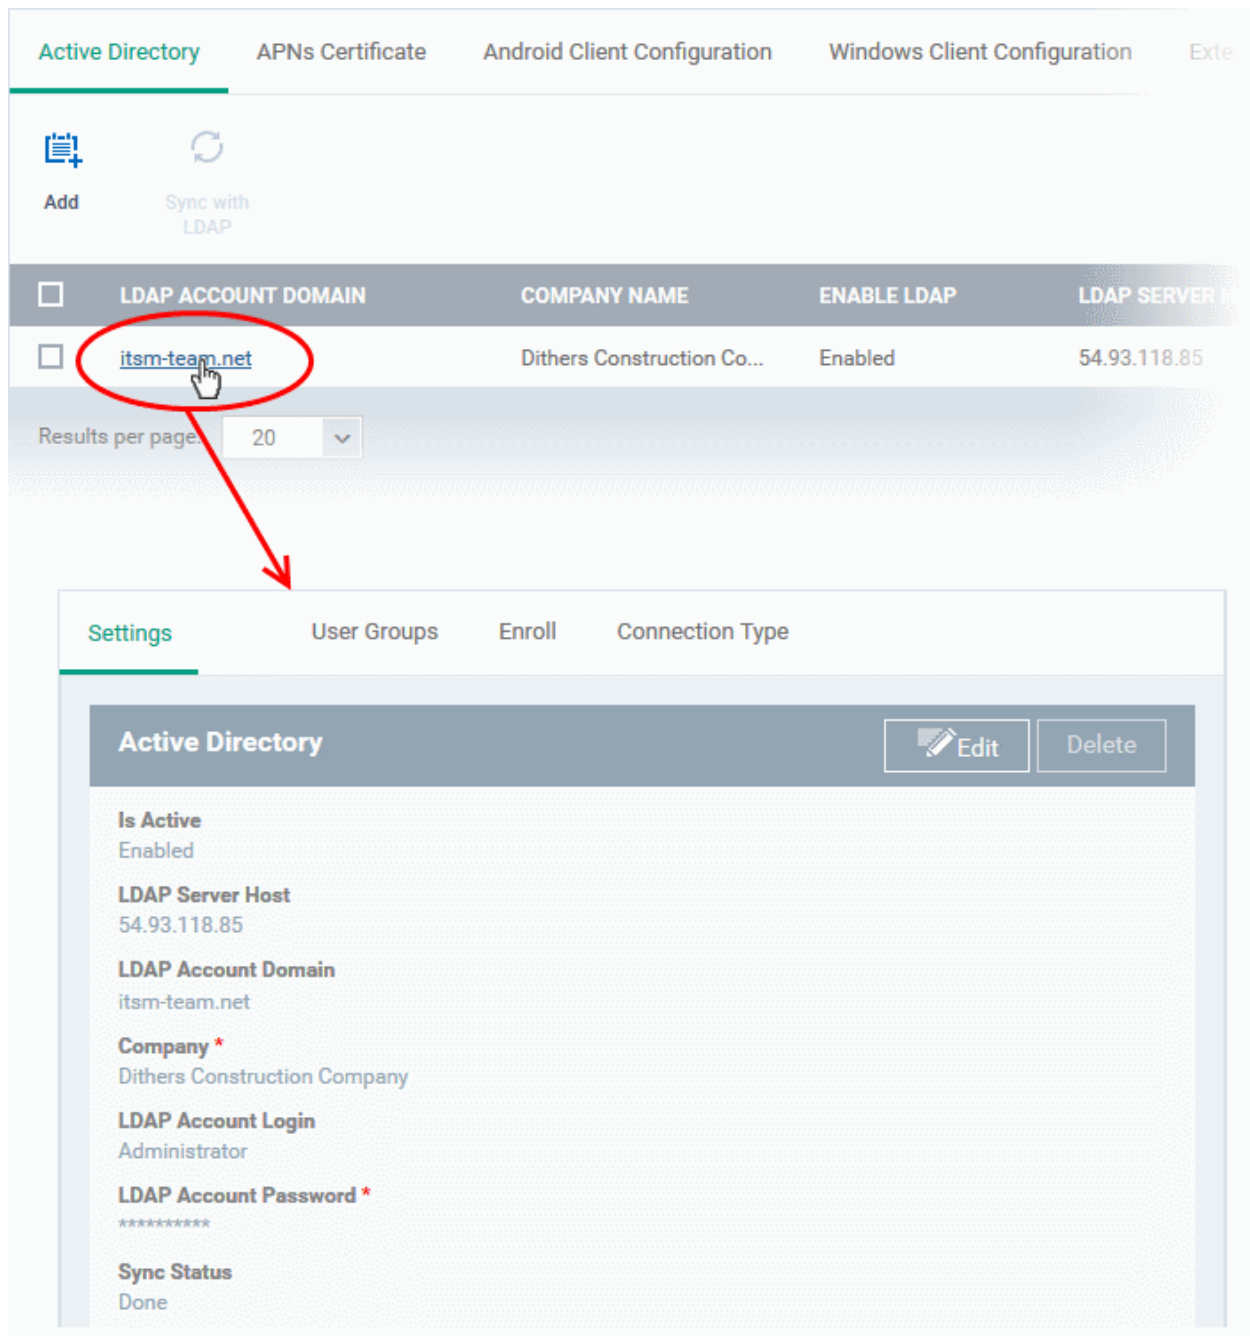 Active Directory APNs Certificate Android Client Configuration Windows Client Configuration
Add
Sync with
LDAP
LDAP ACCOUNT DOMAIN COMPANY NAME ENABLE LDAP LDAP SERVER
itsm-team.net Dithers Construction Co... Enabled 54.93.118.85
Results per page: 20
Settings User Groups Enroll Connection Type
Active Directory Edit Delete
Is Active
Enabled
LDAP Server Host
54.93.118.85
LDAP Account Domain
itsm-team.net
Company *
Dithers Construction Company
LDAP Account Login
Administrator
LDAP Account Password *
**********
Sync Status
Done